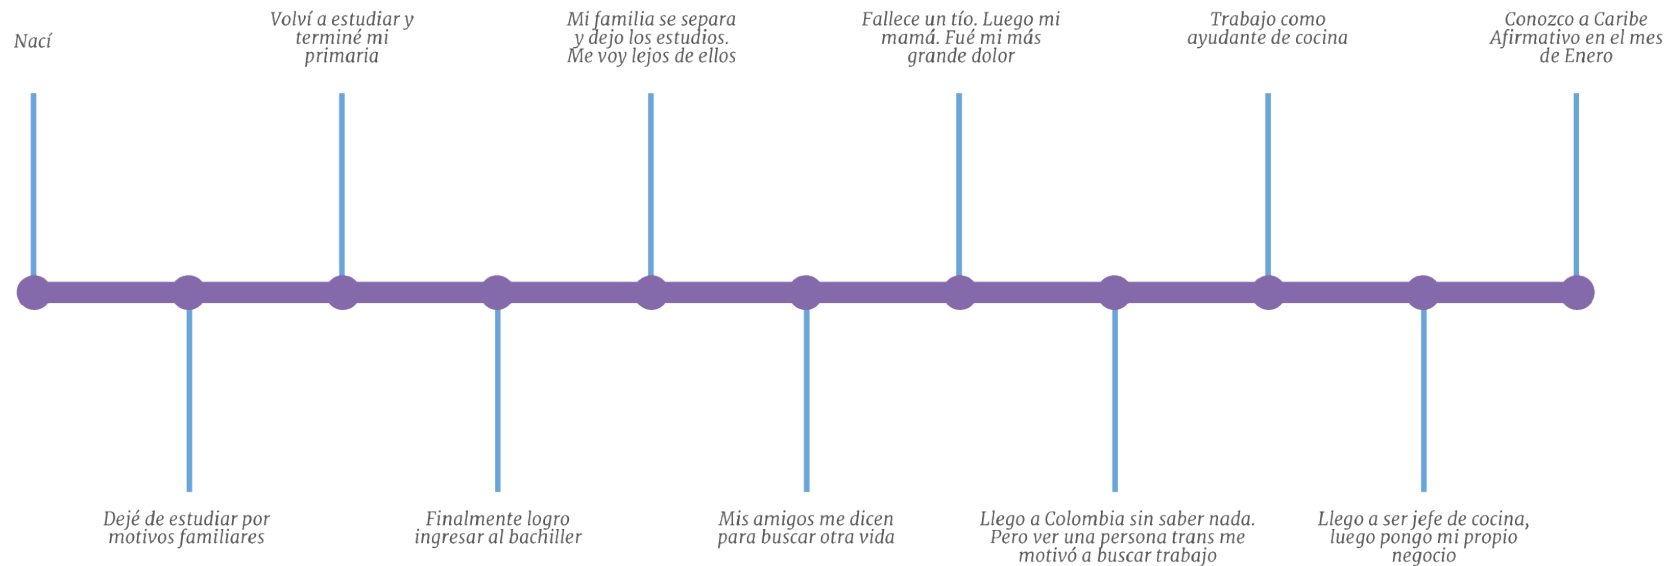 Nací
Dejé de estudiar por
motivos familiares
Volví a estudiar y
terminé mi
primaria
Finalmente logro
ingresar al bachiller
Mi familia se separa
y dejo los estudios.
Me voy lejos de ellos
Mis amigos me dicen
para buscar otra vida
Fallece un tío. Luego mi
mamá. Fué mi más
grande dolor
Llego a Colombia sin saber nada.
Pero ver una persona trans me
motivó a buscar trabajo
Trabajo como
ayudante de cocina
Llego a ser jefe de cocina,
luego pongo mi propio
negocio
Conozco a Caribe
Afirmativo en el mes
de Enero